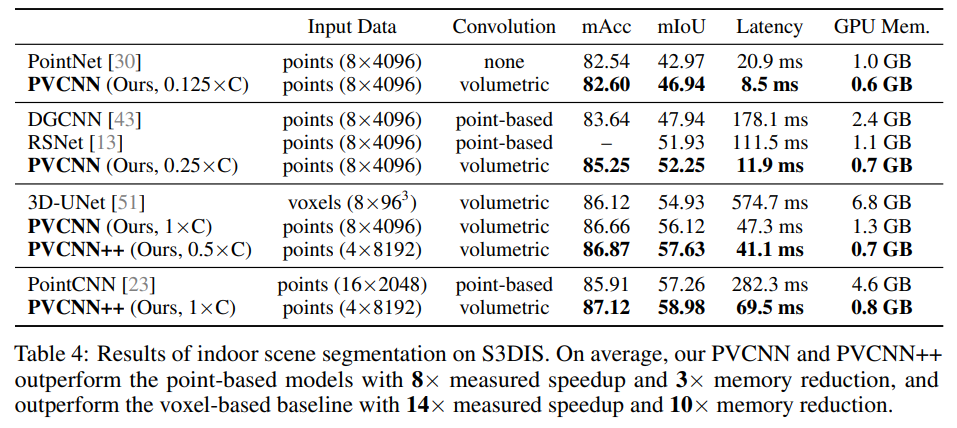 Input Data Convolution mAcc mIoU Latency GPU Mem.
PointNet [30] points (8×4096) none 82.54 42.97 20.9 ms 1.0 GB
PVCNN (Ours, 0.125×C) points (8×4096) volumetric 82.60 46.94 8.5 ms 0.6 GB
DGCNN [43] points (8×4096) point-based 83.64 47.94 178.1 ms 2.4 GB
RSNet [13] points (8×4096) point-based – 51.93 111.5 ms 1.1 GB
PVCNN (Ours, 0.25×C) points (8×4096) volumetric 85.25 52.25 11.9 ms 0.7 GB
3D-UNet [51] voxels (8×96³) volumetric 86.12 54.93 574.7 ms 6.8 GB
PVCNN (Ours, 1×C) points (8×4096) volumetric 86.66 56.12 47.3 ms 1.3 GB
PVCNN++ (Ours, 0.5×C) points (4×8192) volumetric 86.87 57.63 41.1 ms 0.7 GB
PointCNN [23] points (16×2048) point-based 85.91 57.26 282.3 ms 4.6 GB
PVCNN++ (Ours, 1×C) points (4×8192) volumetric 87.12 58.98 69.5 ms 0.8 GB
Table 4: Results of indoor scene segmentation on S3DIS. On average, our PVCNN and PVCNN++
outperform the point-based models with 8× measured speedup and 3× memory reduction, and
outperform the voxel-based baseline with 14× measured speedup and 10× memory reduction.